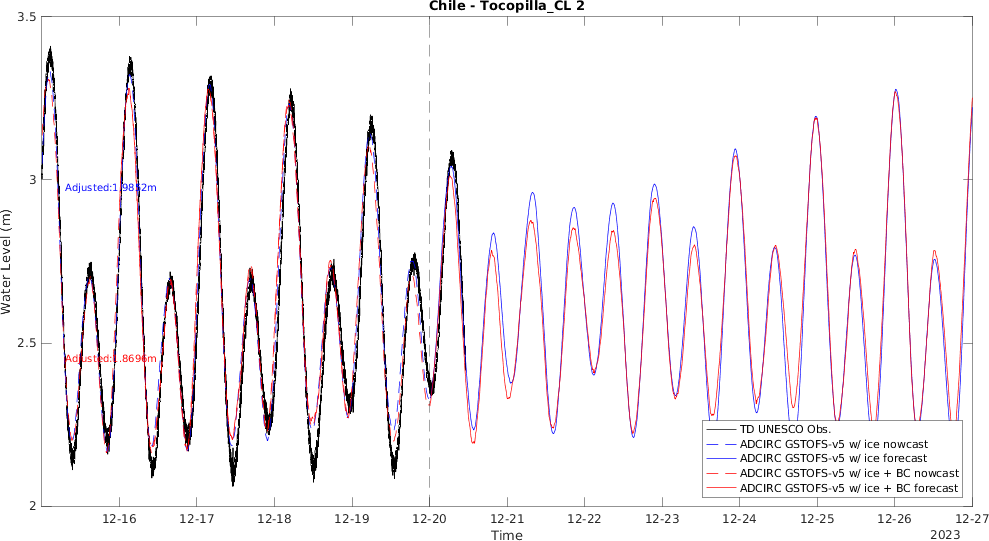 Chile - Tocopilla_CL 2
3.5
3
2.5
2
Water Level (m)
Adjusted:1.9852m
Adjusted:1.8696m
TD UNESCO Obs.
ADCIRC GSTOFS-v5 w/ ice nowcast
ADCIRC GSTOFS-v5 w/ ice forecast
ADCIRC GSTOFS-v5 w/ ice + BC nowcast
ADCIRC GSTOFS-v5 w/ ice + BC forecast
12-16 12-17 12-18 12-19 12-20 12-21 12-22 12-23 12-24 12-25 12-26 12-27
Time
2023